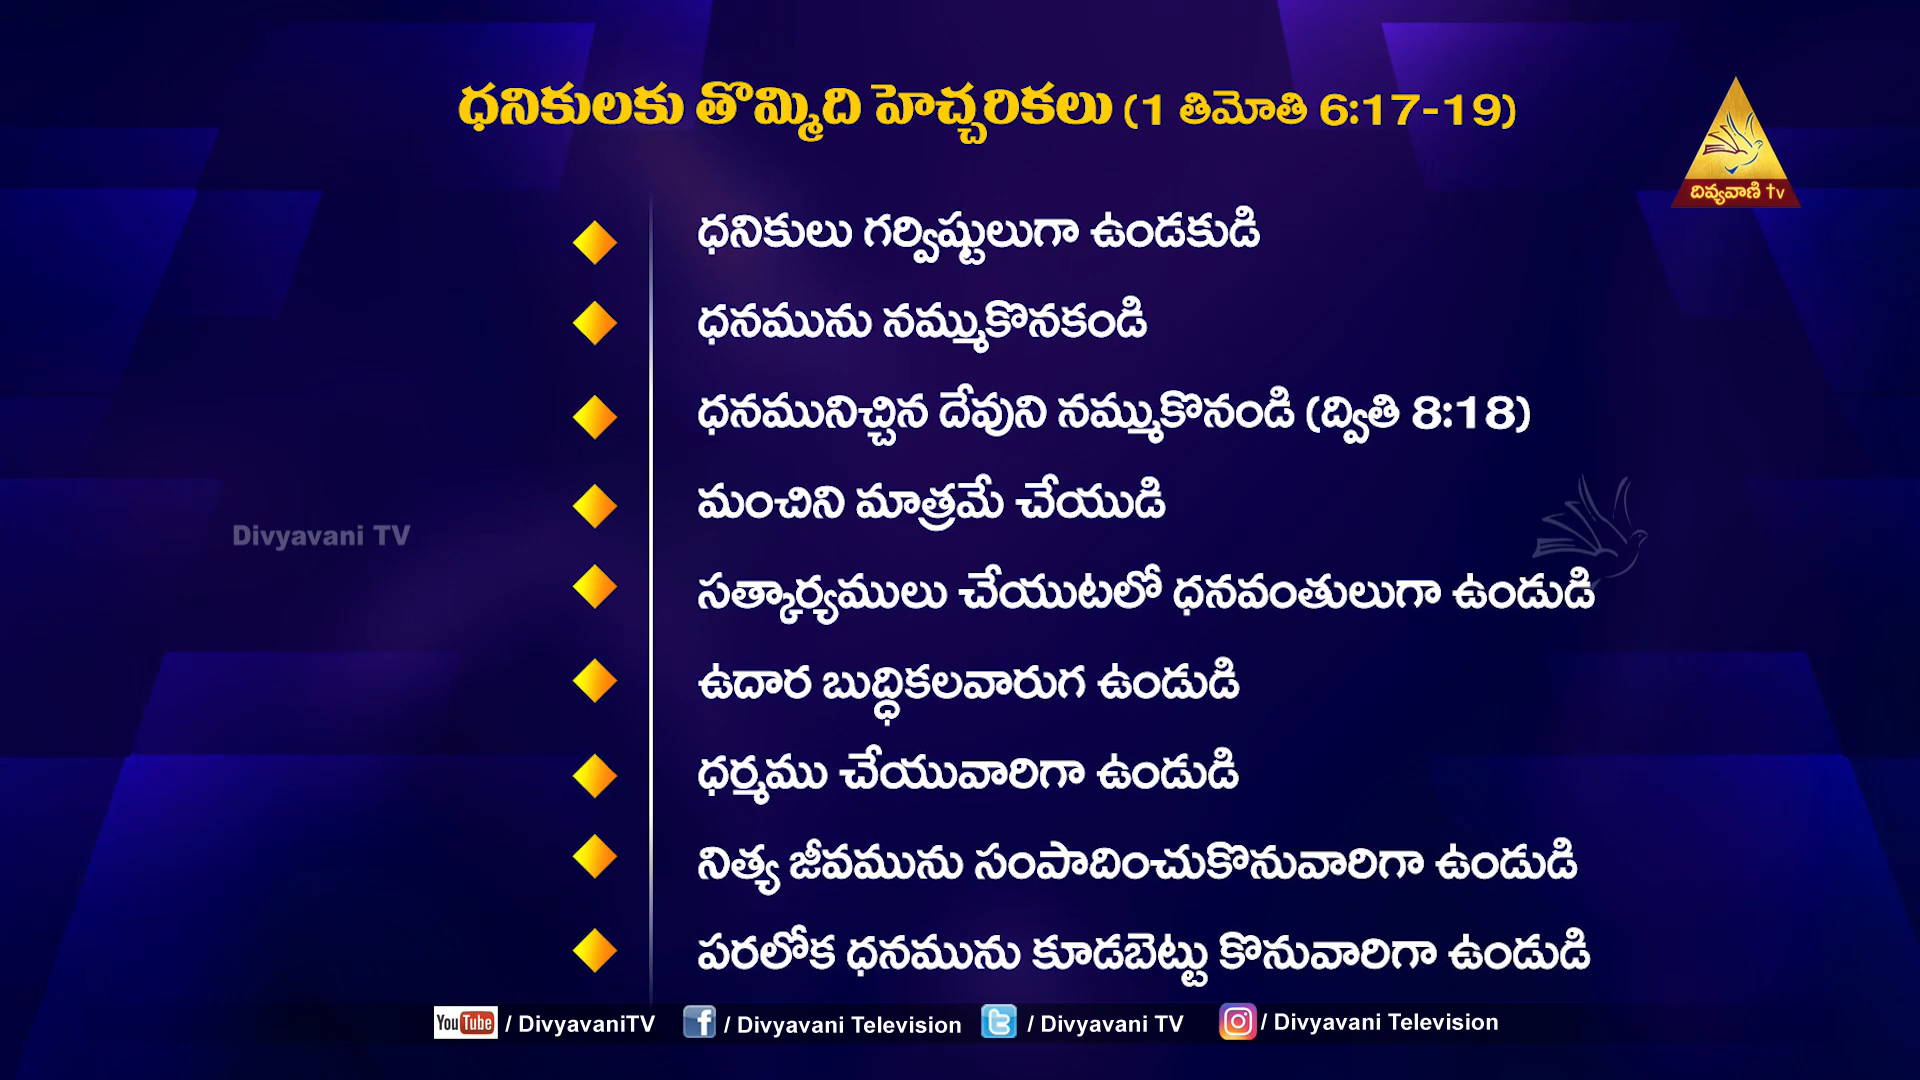 ధనికులకు తొమ్మిది హెచ్చరికలు (1 తిమోతి 6:17-19)
దివ్యవాణి tv
ధనికులు గర్విష్టులుగా ఉండకుడి
ధనమును నమ్ముకొనకండి
ధనమునిచ్చిన దేవుని నమ్ముకొనండి (ద్వితి 8:18)
మంచిని మాత్రమే చేయుడి
Divyavani TV
సత్కార్యములు చేయుటలో ధనవంతులుగా ఉండుడి
ఉదార బుద్ధికలవారుగ ఉండుడి
ధర్మము చేయువారిగా ఉండుడి
నిత్య జీవమును సంపాదించుకొనువారిగా ఉండుడి
పరలోక ధనమును కూడబెట్టు కొనువారిగా ఉండుడి
YouTube / DivyavaniTV f / Divyavani Television / Divyavani TV / Divyavani Television